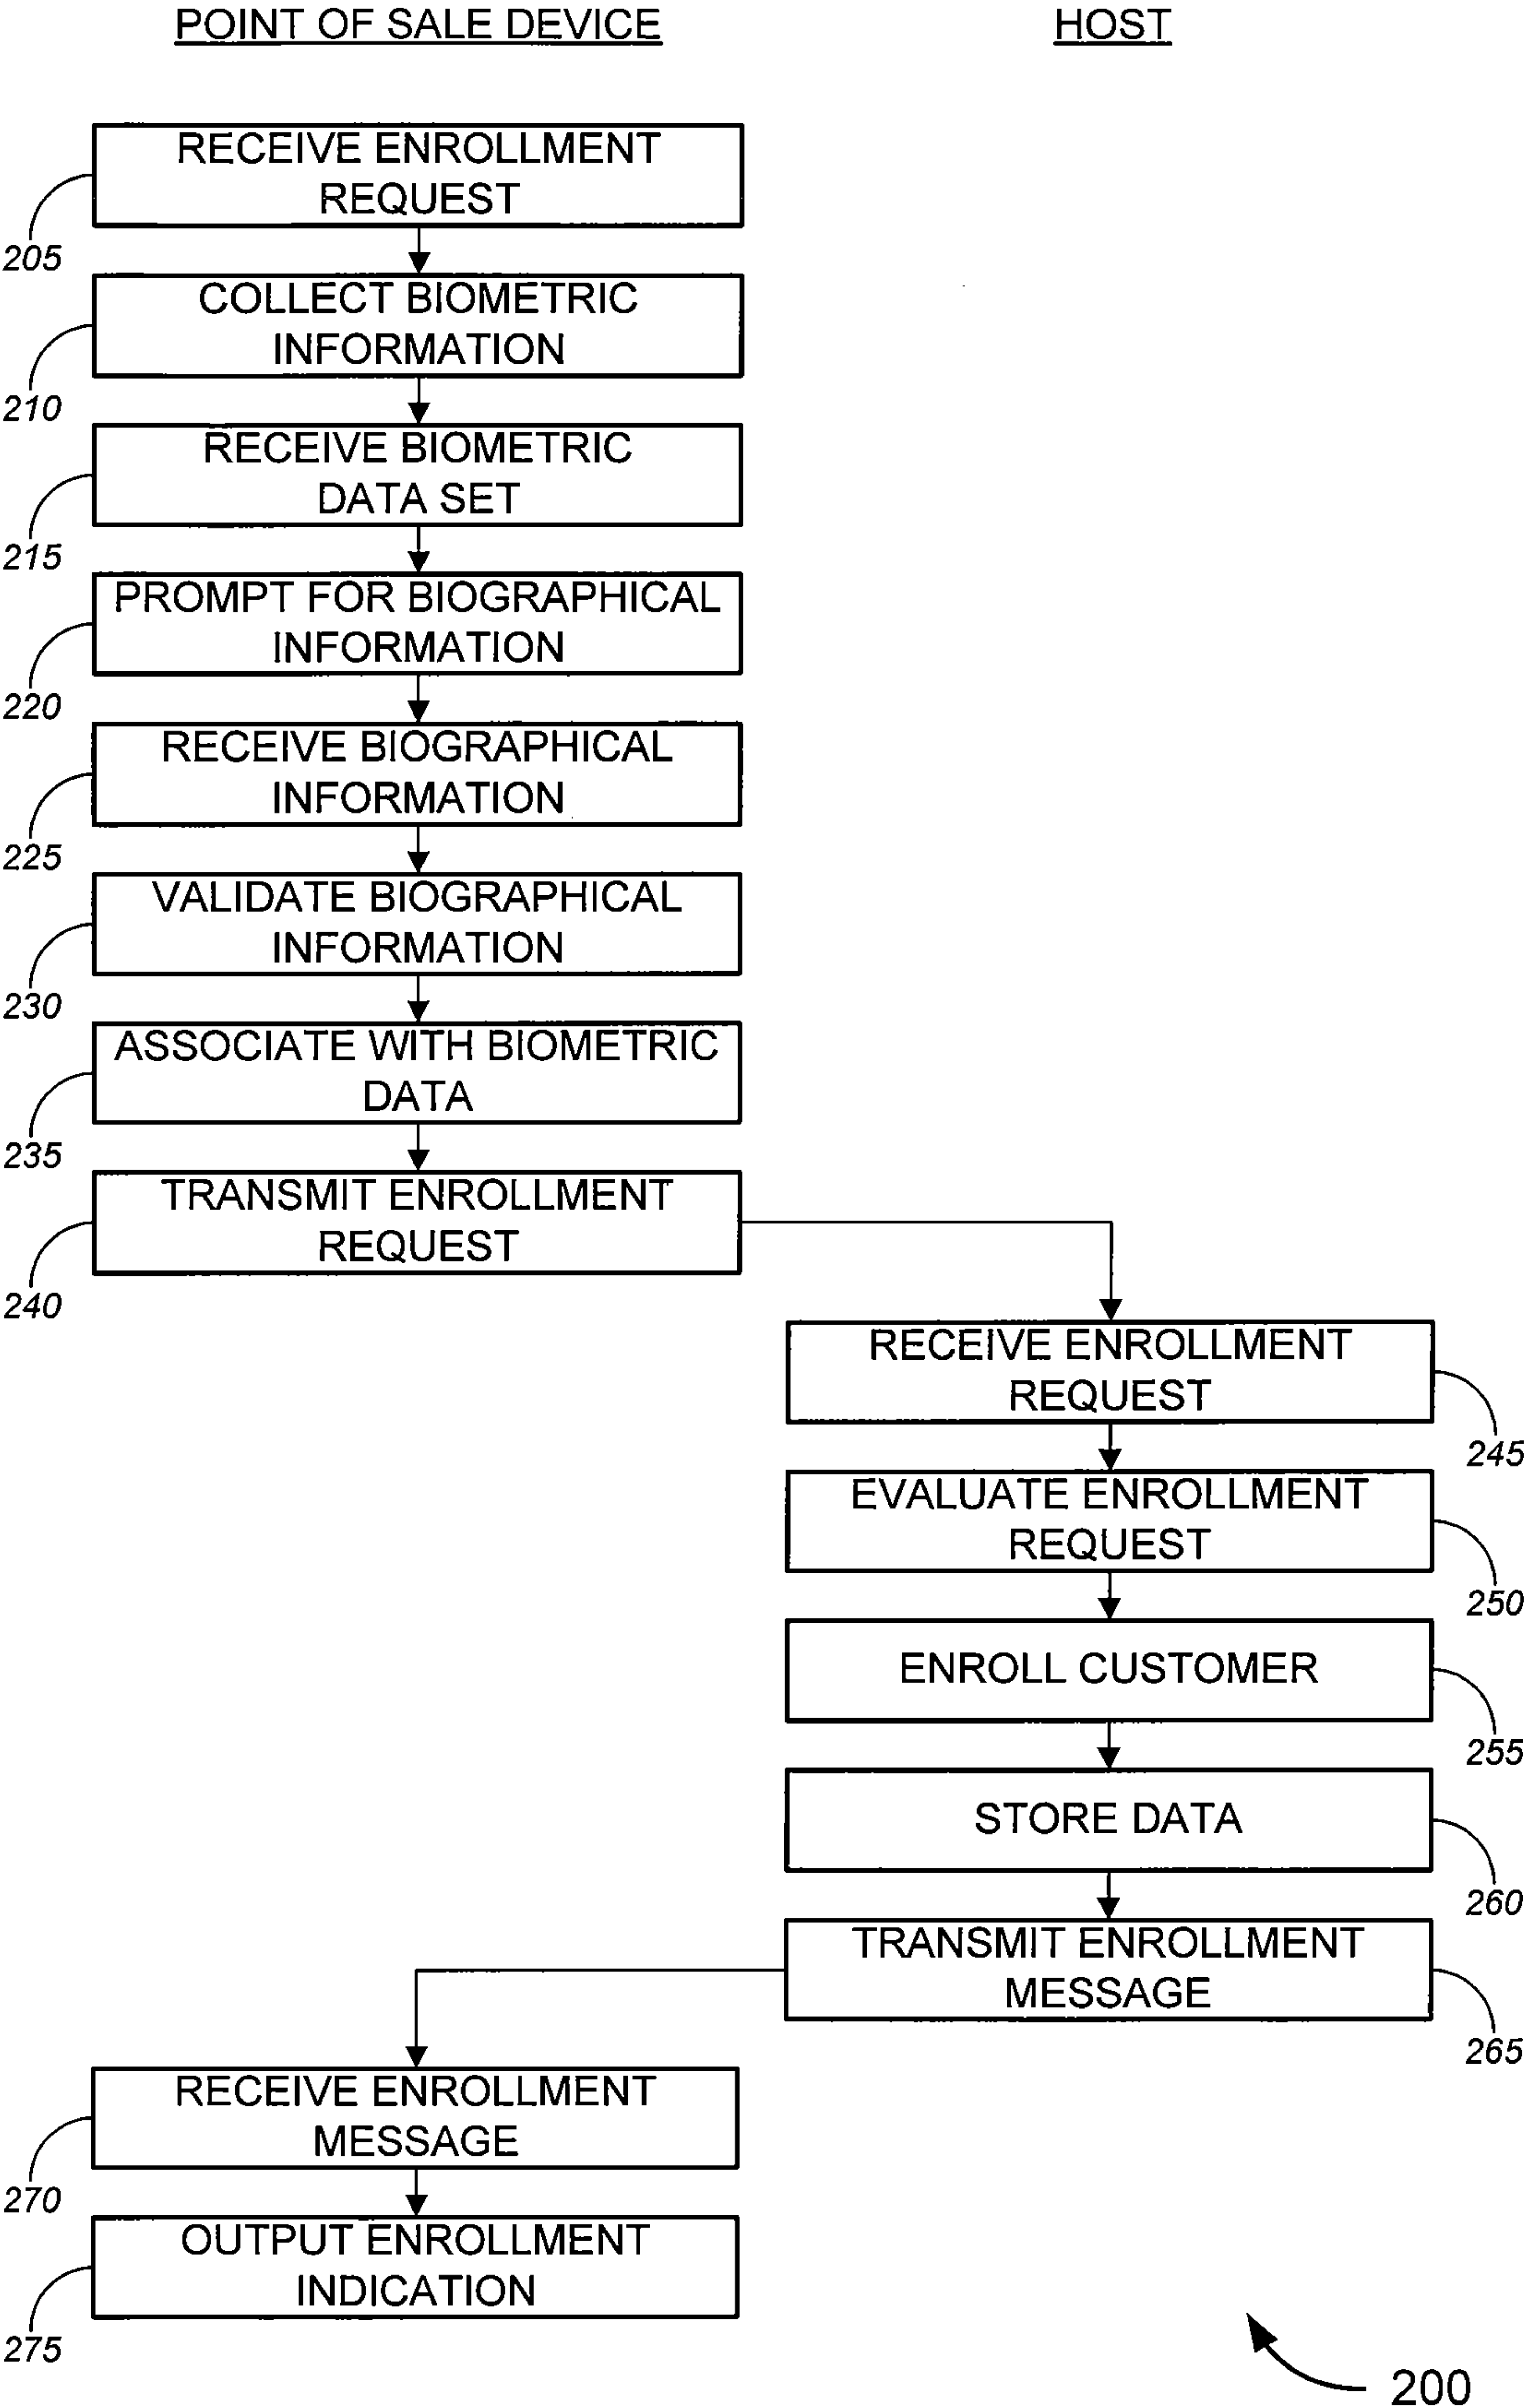 POINT OF SALE DEVICE
HOST
RECEIVE ENROLLMENT
REQUEST
205
COLLECT BIOMETRIC
INFORMATION
210
RECEIVE BIOMETRIC
DATA SET
215
PROMPT FOR BIOGRAPHICAL
INFORMATION
220
RECEIVE BIOGRAPHICAL
INFORMATION
225
VALIDATE BIOGRAPHICAL
INFORMATION
230
ASSOCIATE WITH BIOMETRIC
DATA
235
TRANSMIT ENROLLMENT
REQUEST
240
RECEIVE ENROLLMENT
REQUEST
245
EVALUATE ENROLLMENT
REQUEST
250
ENROLL CUSTOMER
255
STORE DATA
260
TRANSMIT ENROLLMENT
MESSAGE
265
RECEIVE ENROLLMENT
MESSAGE
270
OUTPUT ENROLLMENT
INDICATION
275
200